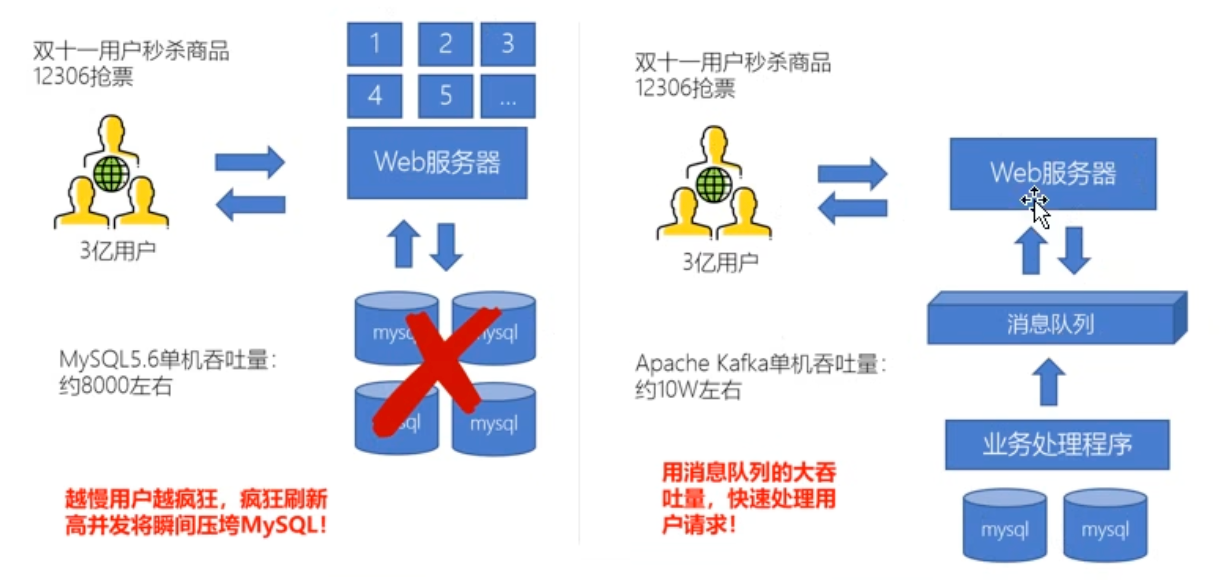 双十一用户秒杀商品
12306抢票
3亿用户
1
2
3
4
5
...
Web服务器
mysql
mysql
mysql
mysql
MySQL5.6单机吞吐量：
约8000左右
越慢用户越疯狂，疯狂刷新
高并发将瞬间压垮MySQL！
双十一用户秒杀商品
12306抢票
3亿用户
Web服务器
消息队列
Apache Kafka单机吞吐量：
约10W左右
业务处理程序
mysql
mysql
用消息队列的大吞
吐量，快速处理用
户请求！